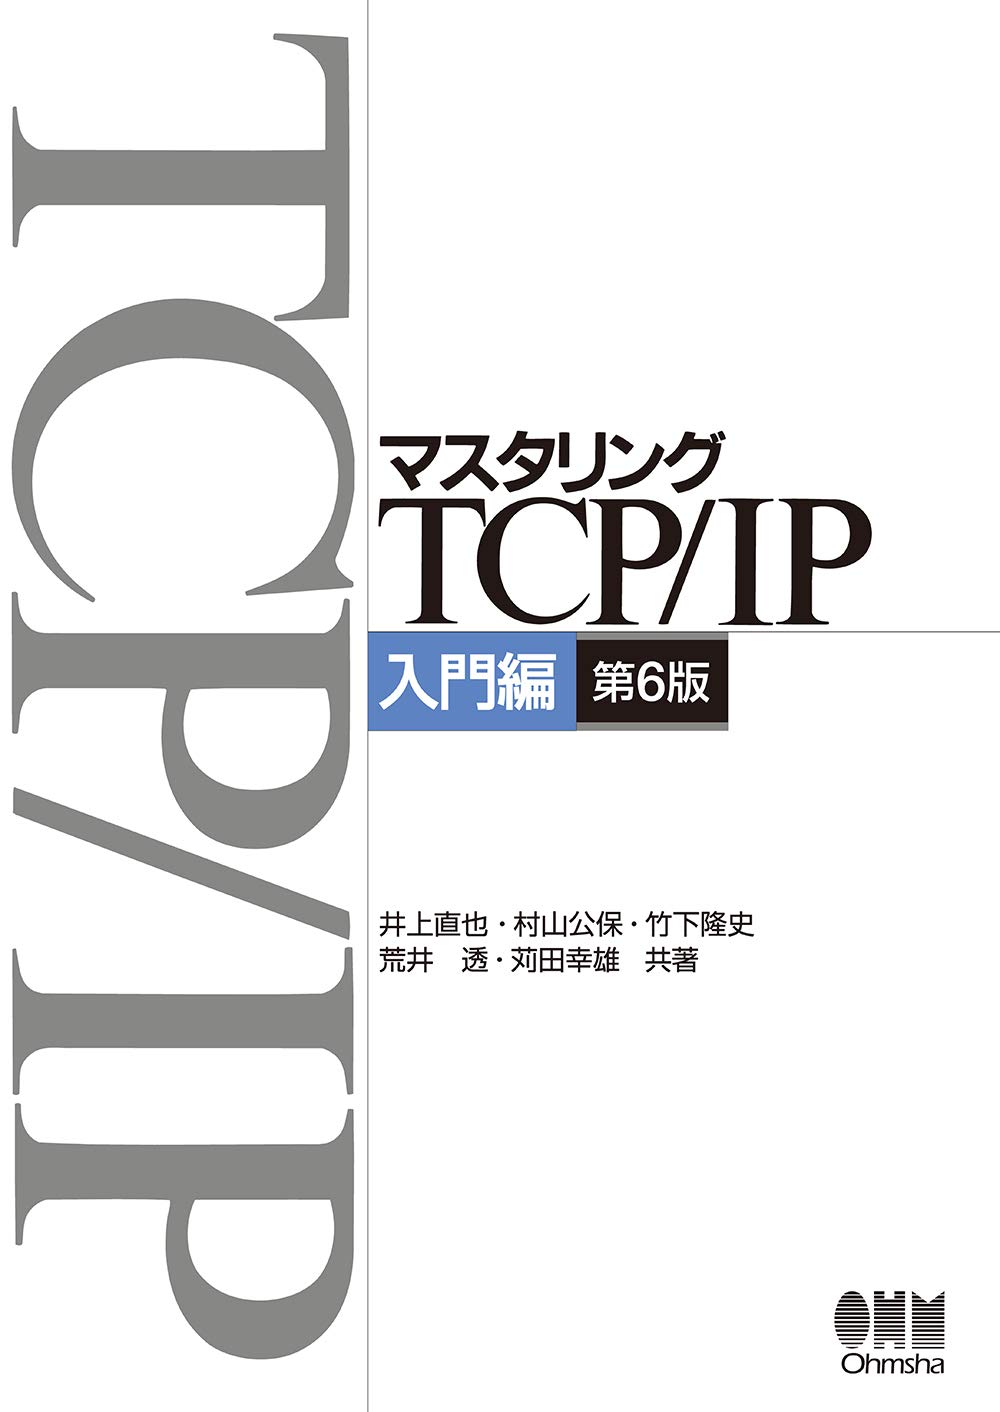 TCP/IP
マスタリング
TCP/IP
入門編 第6版
井上直也・村山公保・竹下隆史
荒井　透・苅田幸雄　共著
OHM
Ohmsha